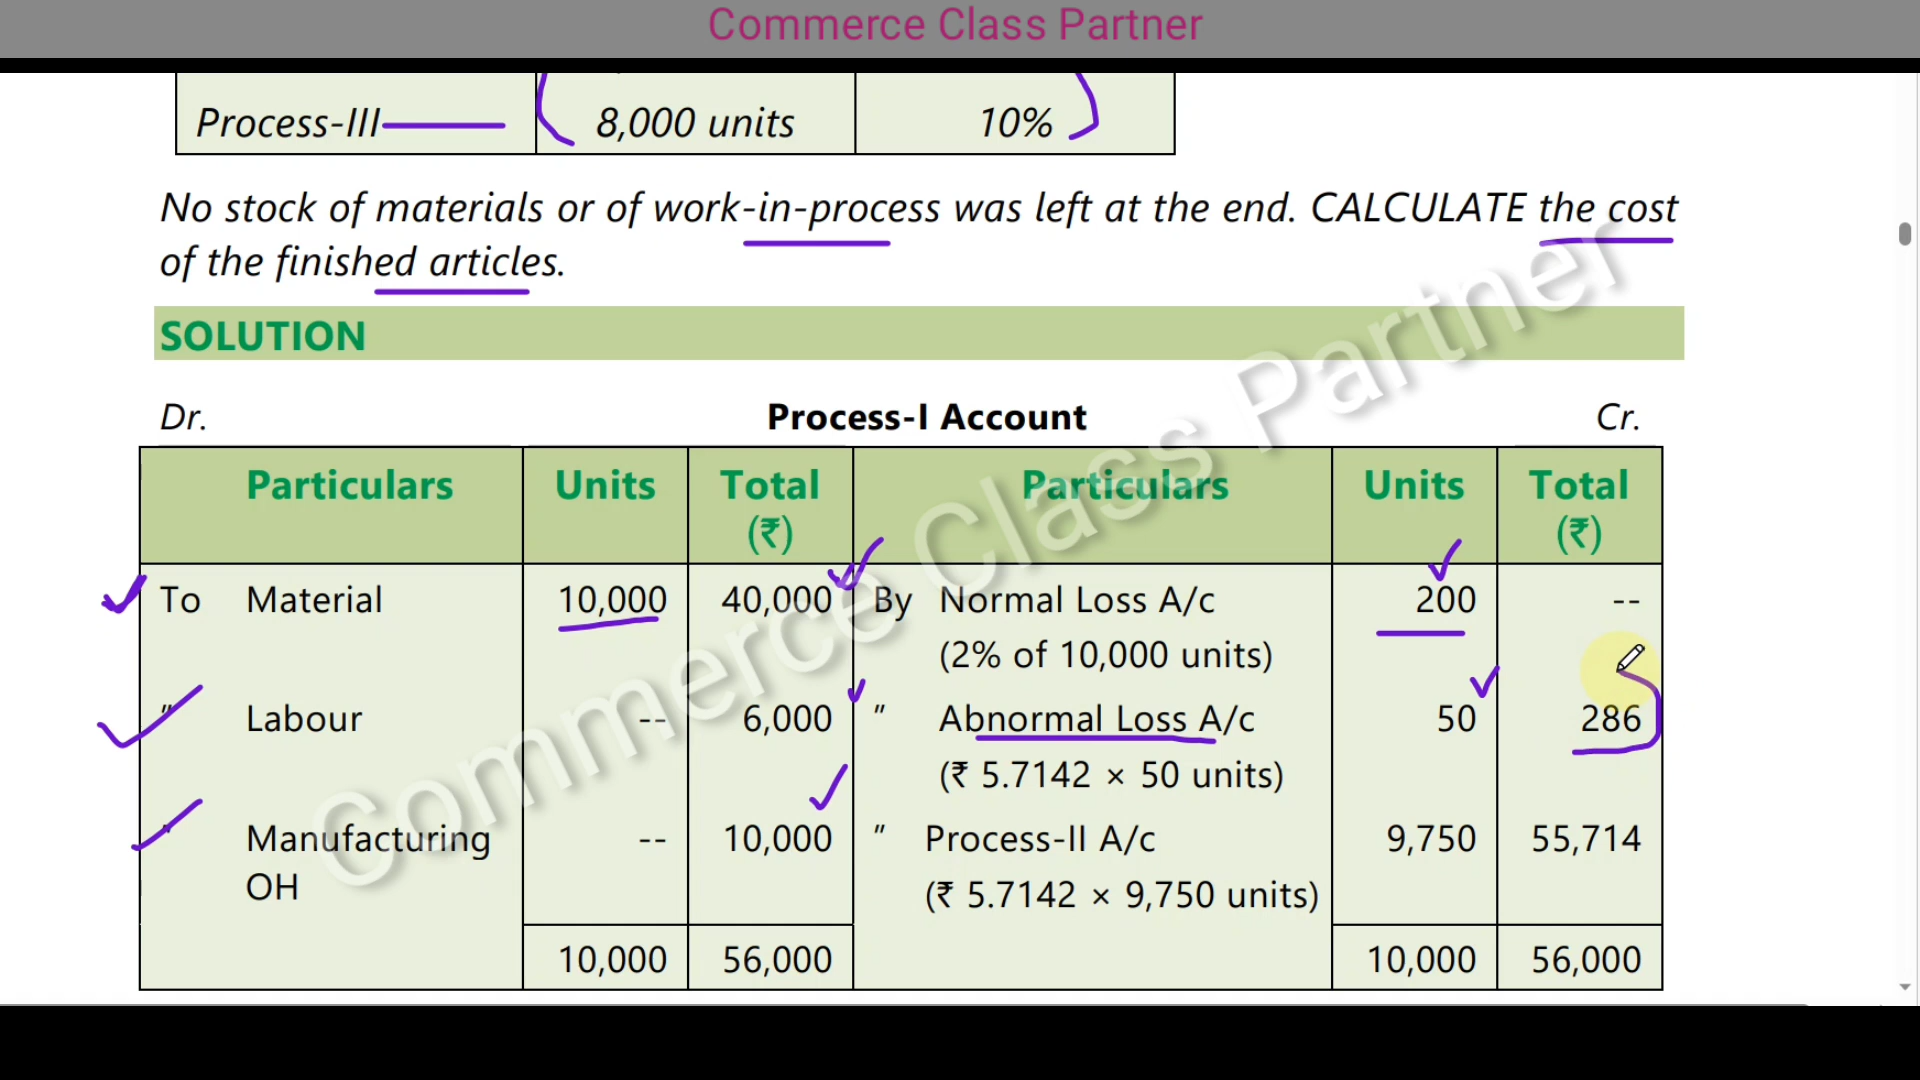 Commerce Class Partner
Process-III 8,000 units 10%
No stock of materials or of work-in-process was left at the end. CALCULATE the cost
of the finished articles.
SOLUTION
Dr. Process-I Account Cr.
Particulars Units Total Particulars Units Total
(₹) (₹)
To Material 10,000 40,000 By Normal Loss A/c 200 --
(2% of 10,000 units)
" Labour -- 6,000 " Abnormal Loss A/c 50 286
(₹ 5.7142 × 50 units)
" Manufacturing -- 10,000 " Process-II A/c 9,750 55,714
OH (₹ 5.7142 × 9,750 units)
10,000 56,000 10,000 56,000
Commerce Class Partner